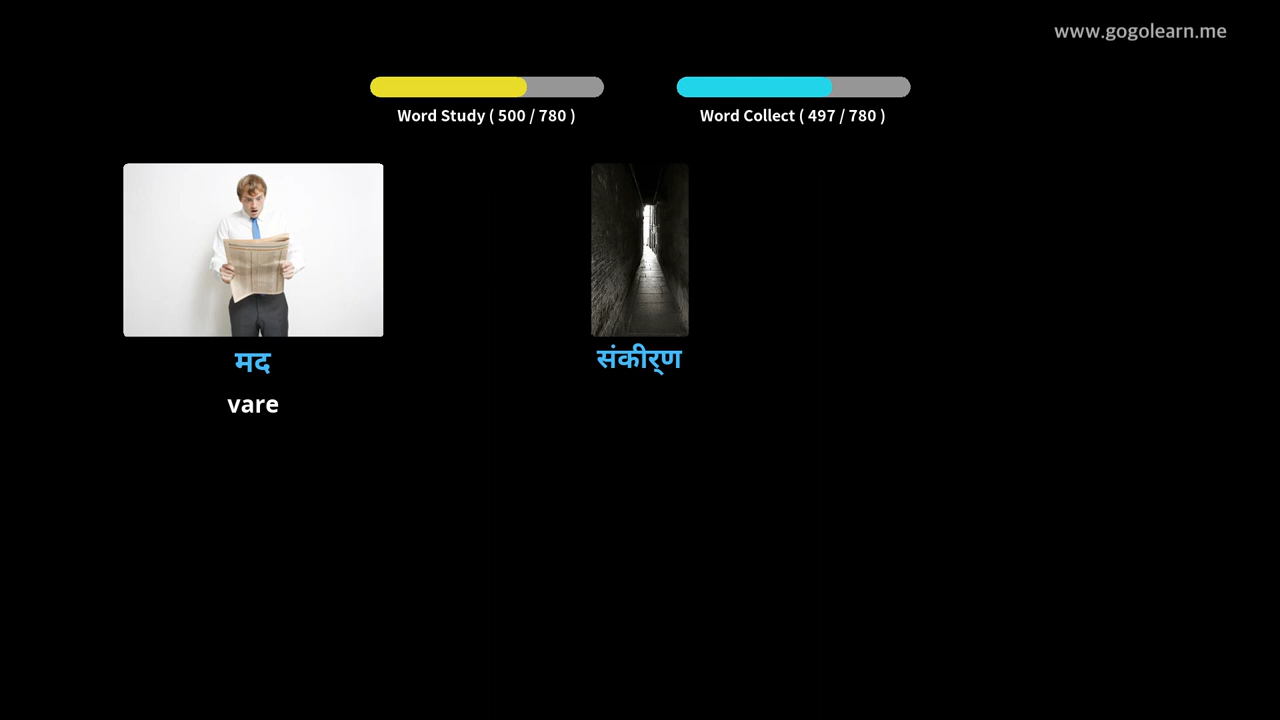 www.gogolearn.me
Word Study ( 500 / 780 )
Word Collect ( 497 / 780 )
मद
संकीर्ण
vare